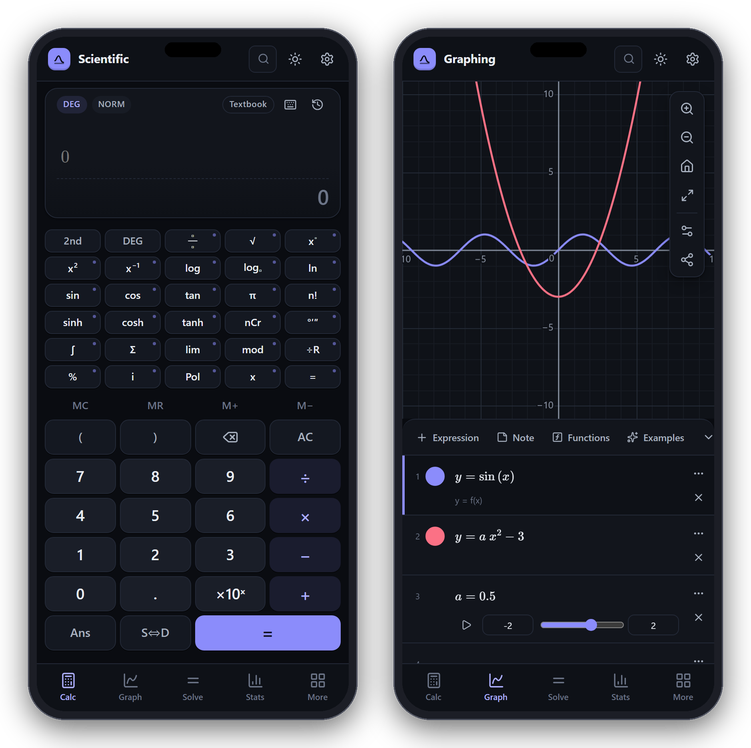 Scientific
DEG NORM Textbook
0
0
2nd DEG ÷ √ xʸ
x² x⁻¹ log logₐ ln
sin cos tan π n!
sinh cosh tanh nCr °′″
∫ Σ lim mod ÷R
% i Pol x =
MC MR M+ M−
( ) AC
7 8 9 ÷
4 5 6 ×
1 2 3 −
0 . ×10ˣ +
Ans S⇔D =
Calc Graph Solve Stats More
Graphing
10
5
10 −5 0 5 1
−5
−10
+ Expression Note Functions Examples
1 y = sin (x)
y = f(x)
2 y = a x² − 3
3 a = 0.5
-2 2
Calc Graph Solve Stats More